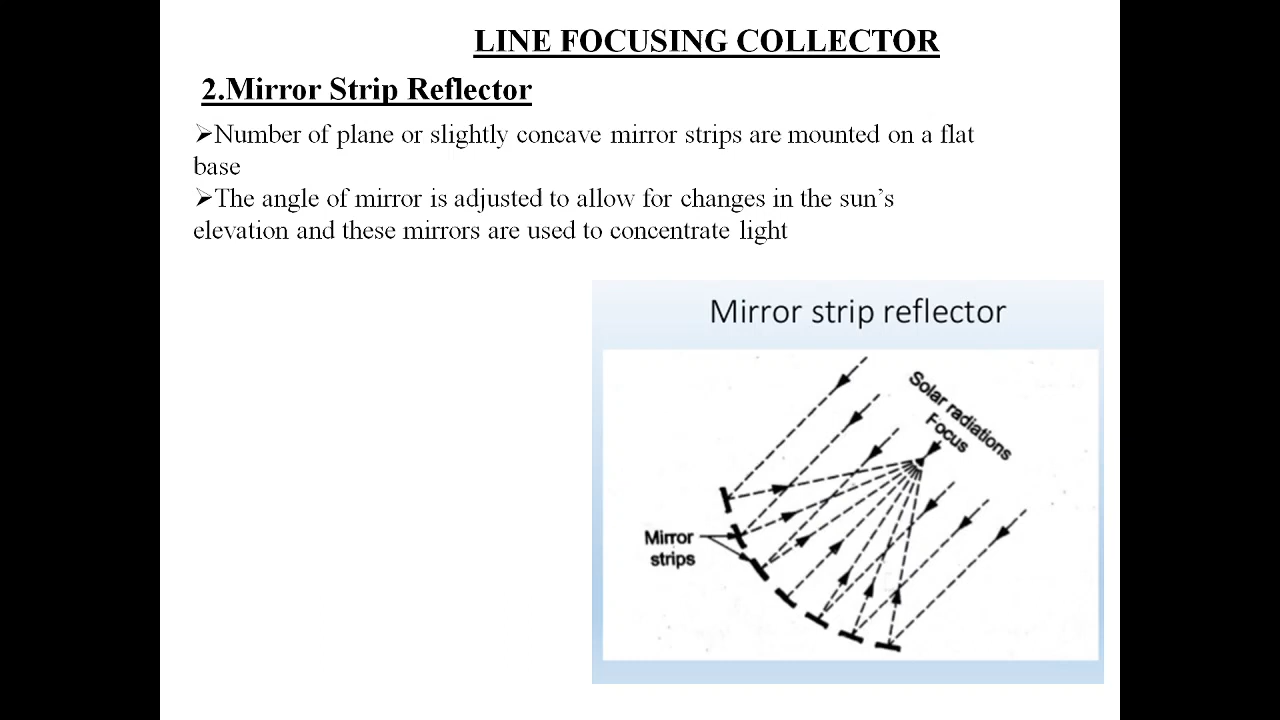 LINE FOCUSING COLLECTOR
2.Mirror Strip Reflector
➢Number of plane or slightly concave mirror strips are mounted on a flat
base
➢The angle of mirror is adjusted to allow for changes in the sun’s
elevation and these mirrors are used to concentrate light
Mirror strip reflector
Solar radiations
Focus
Mirror
strips